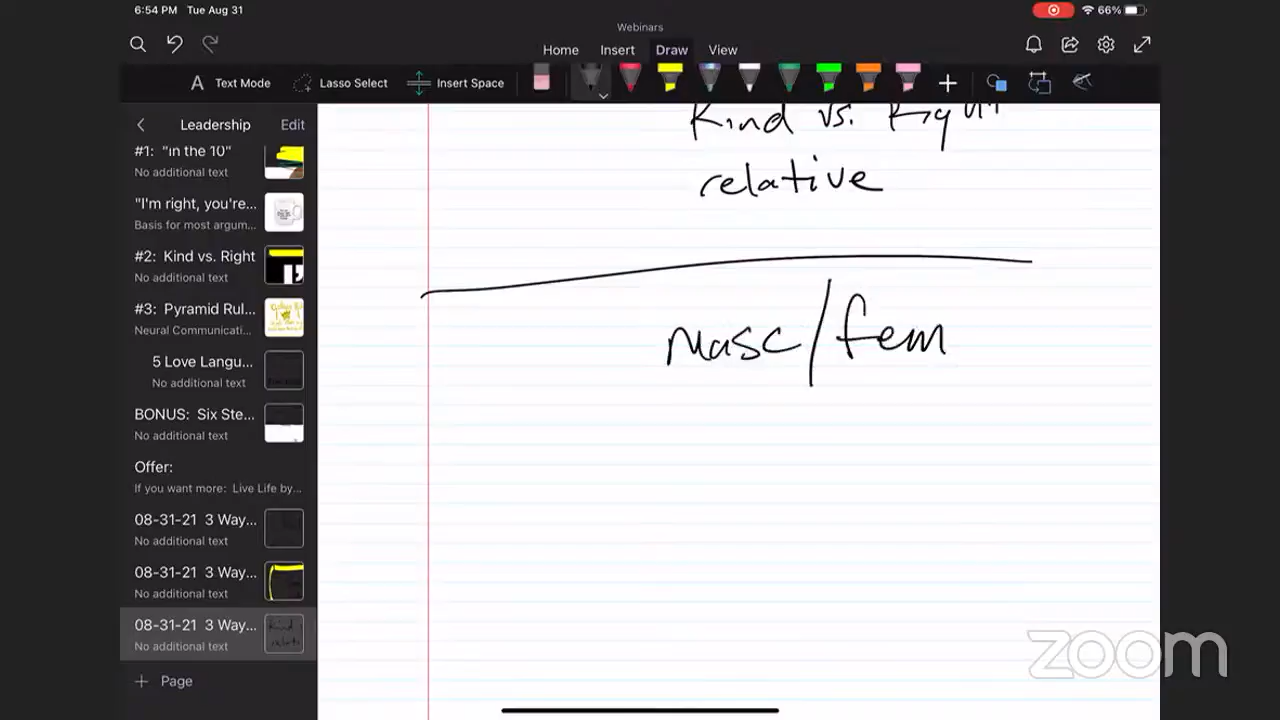 6:54 PM Tue Aug 31
66%
Webinars
Home Insert Draw View
Text Mode Lasso Select Insert Space
Leadership Edit
#1: "in the 10"
No additional text
"I'm right, you're...
Basis for most argum...
#2: Kind vs. Right
No additional text
#3: Pyramid Rul...
Neural Communicati...
5 Love Langu...
No additional text
BONUS: Six Ste...
No additional text
Offer:
If you want more: Live Life by...
08-31-21 3 Way...
No additional text
08-31-21 3 Way...
No additional text
08-31-21 3 Way...
No additional text
+ Page
Kind vs. Right
relative
masc/fem
zoom